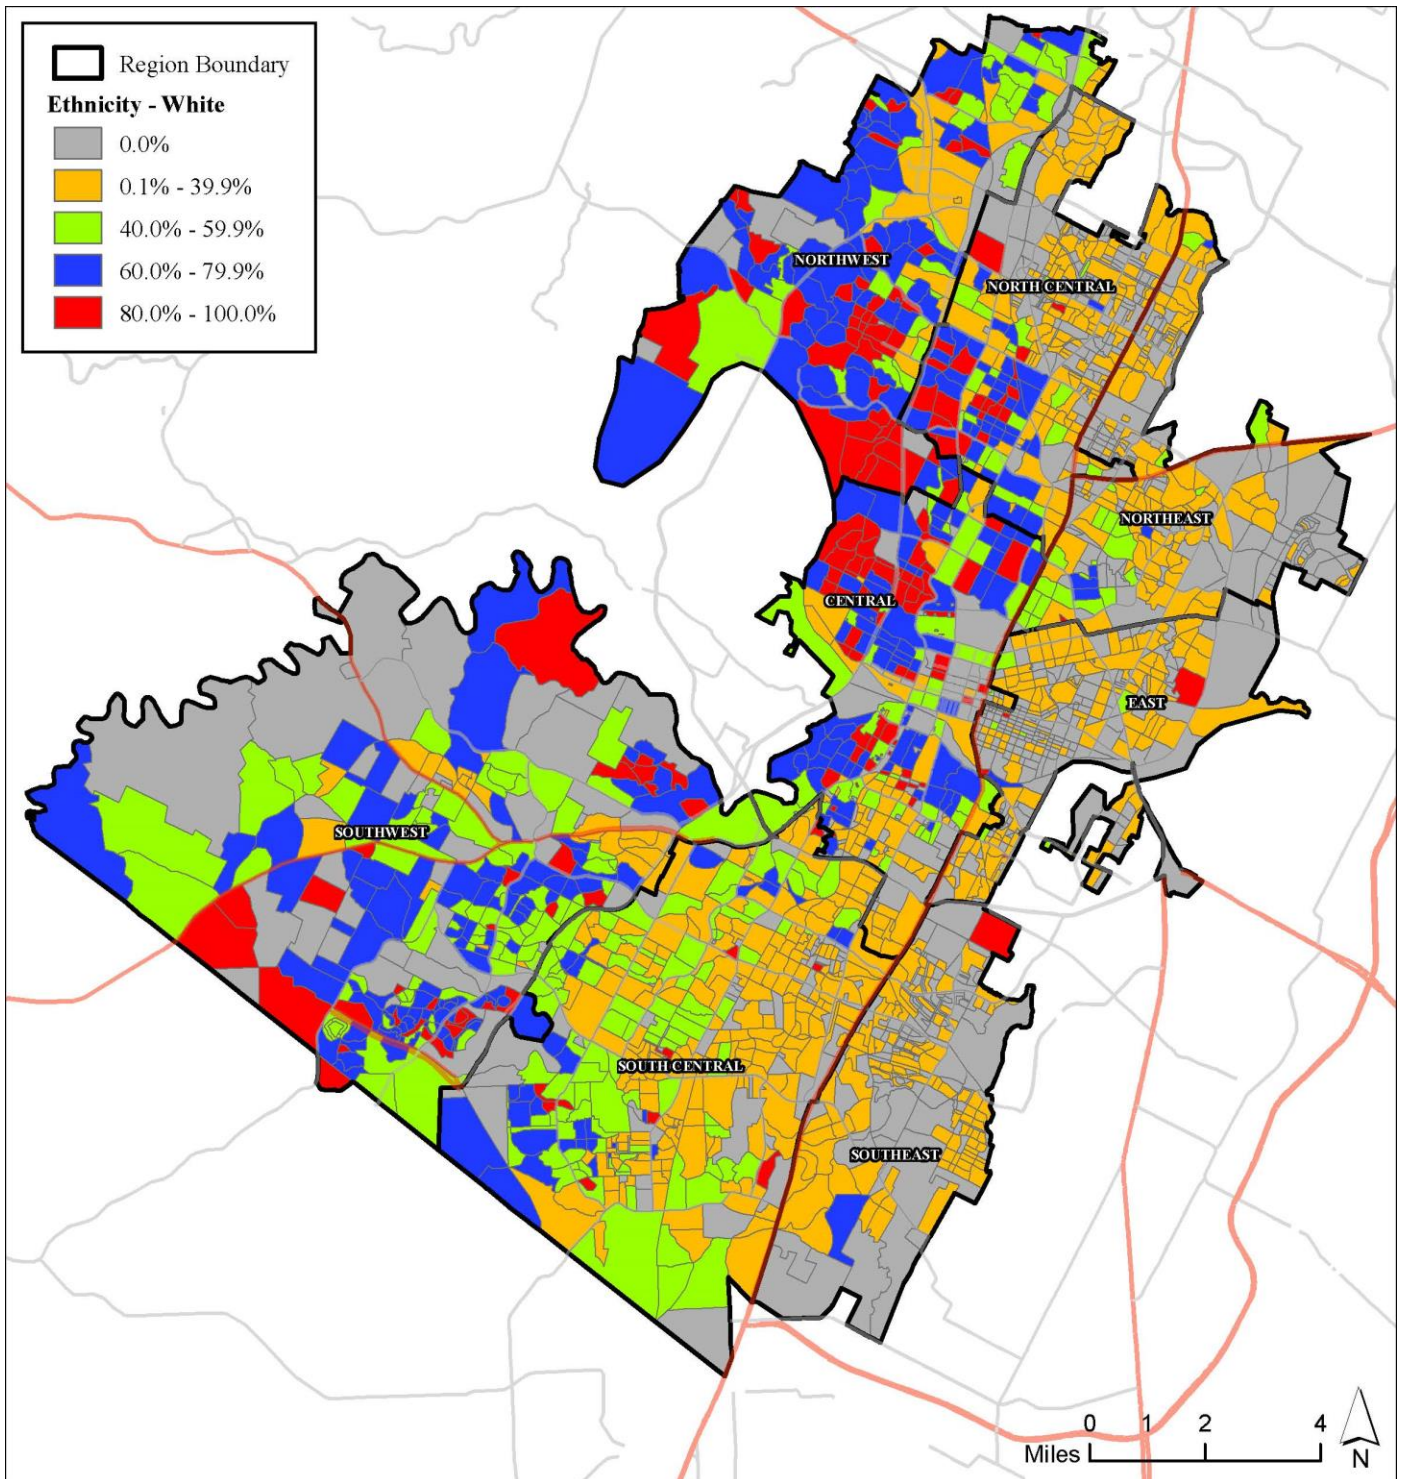 Region Boundary
Ethnicity - White
0.0%
0.1% - 39.9%
40.0% - 59.9%
60.0% - 79.9%
80.0% - 100.0%
NORTHWEST
NORTH CENTRAL
NORTHEAST
CENTRAL
EAST
SOUTHWEST
SOUTH CENTRAL
SOUTHEAST
0 1 2 4
Miles
N